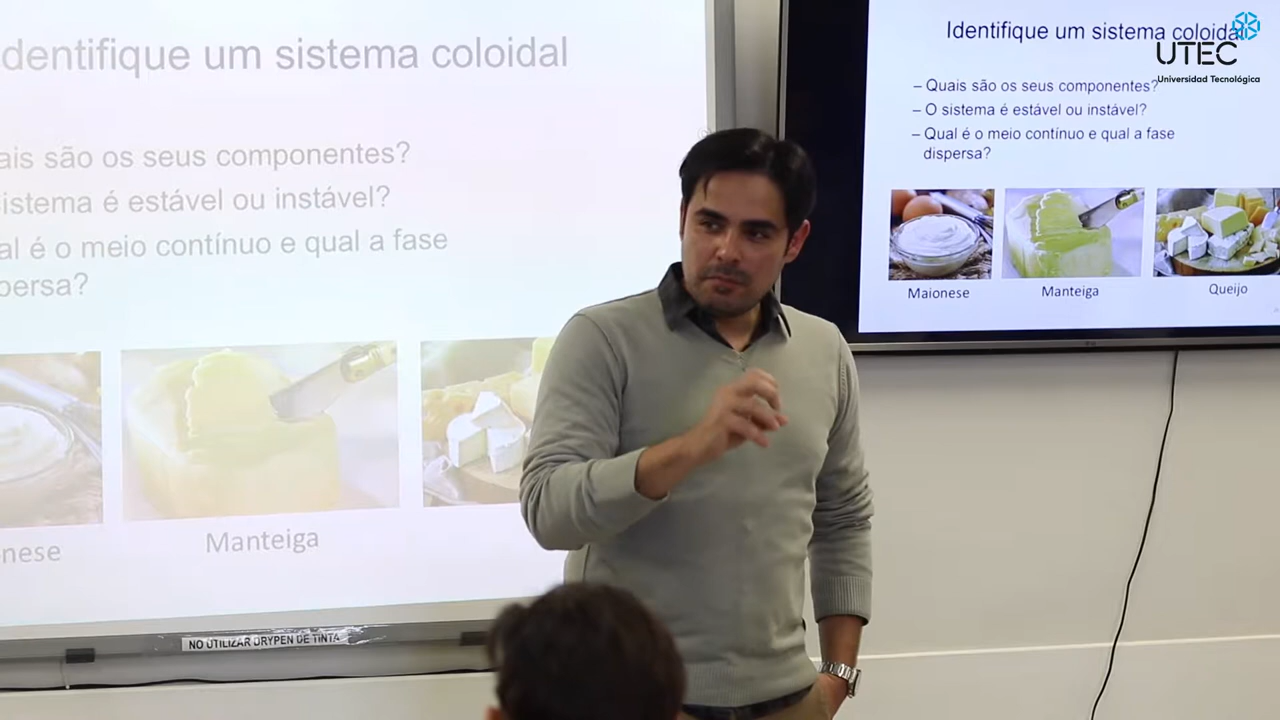 dentifique um sistema coloidal
ais são os seus componentes?
istema é estável ou instável?
al é o meio contínuo e qual a fase
persa?
nese
Manteiga
NO UTILIZAR DRYPEN DE TINTA
Identifique um sistema coloidal
– Quais são os seus componentes?
– O sistema é estável ou instável?
– Qual é o meio contínuo e qual a fase
dispersa?
Maionese
Manteiga
Queijo
UTEC
Universidad Tecnológica